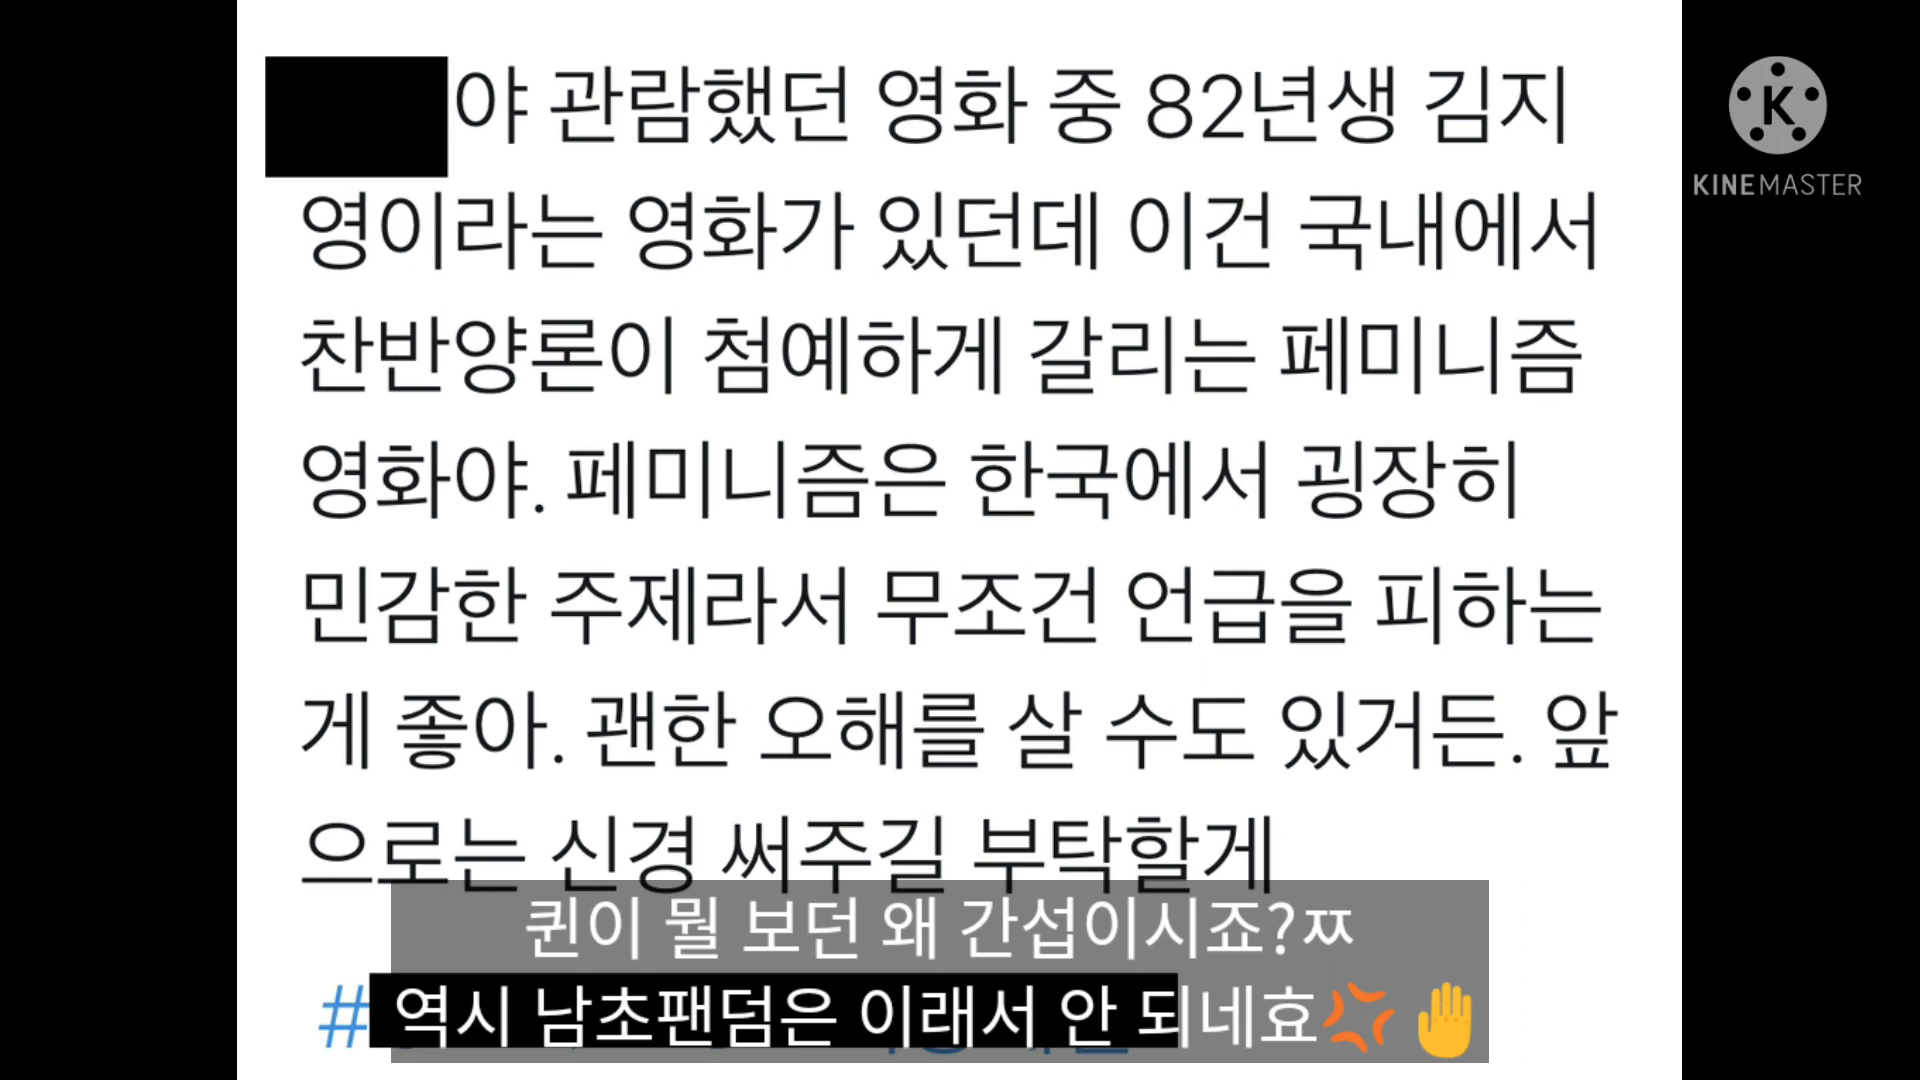 야 관람했던 영화 중 82년생 김지
영이라는 영화가 있던데 이건 국내에서
찬반양론이 첨예하게 갈리는 페미니즘
영화야. 페미니즘은 한국에서 굉장히
민감한 주제라서 무조건 언급을 피하는
게 좋아. 괜한 오해를 살 수도 있거든. 앞
으로는 신경 써주길 부탁할게
퀸이 뭘 보던 왜 간섭이시죠?ㅉ
#
역시 남초팬덤은 이래서 안 되네효💢🤚
K
KINEMASTER